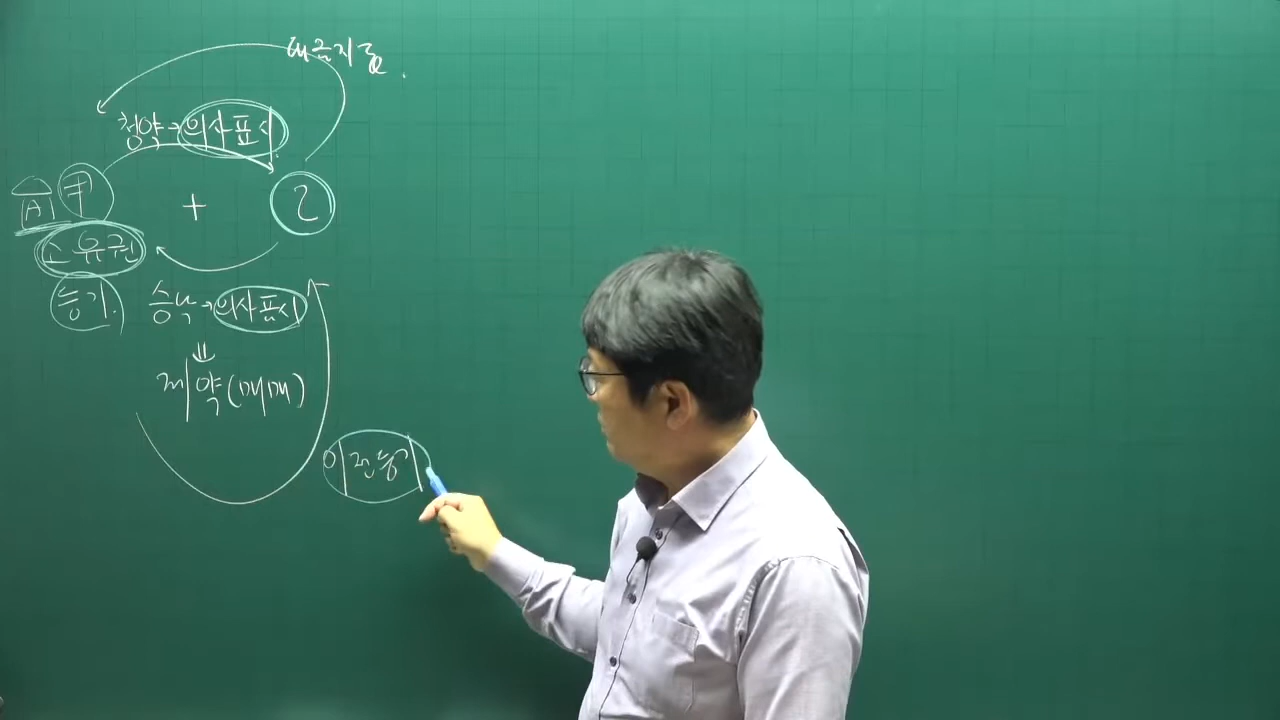 대금지급.
청약→의사표시
A 甲 + 乙
소유권
등기. 승낙→의사표시
⇓
계약(매매)
이전등기